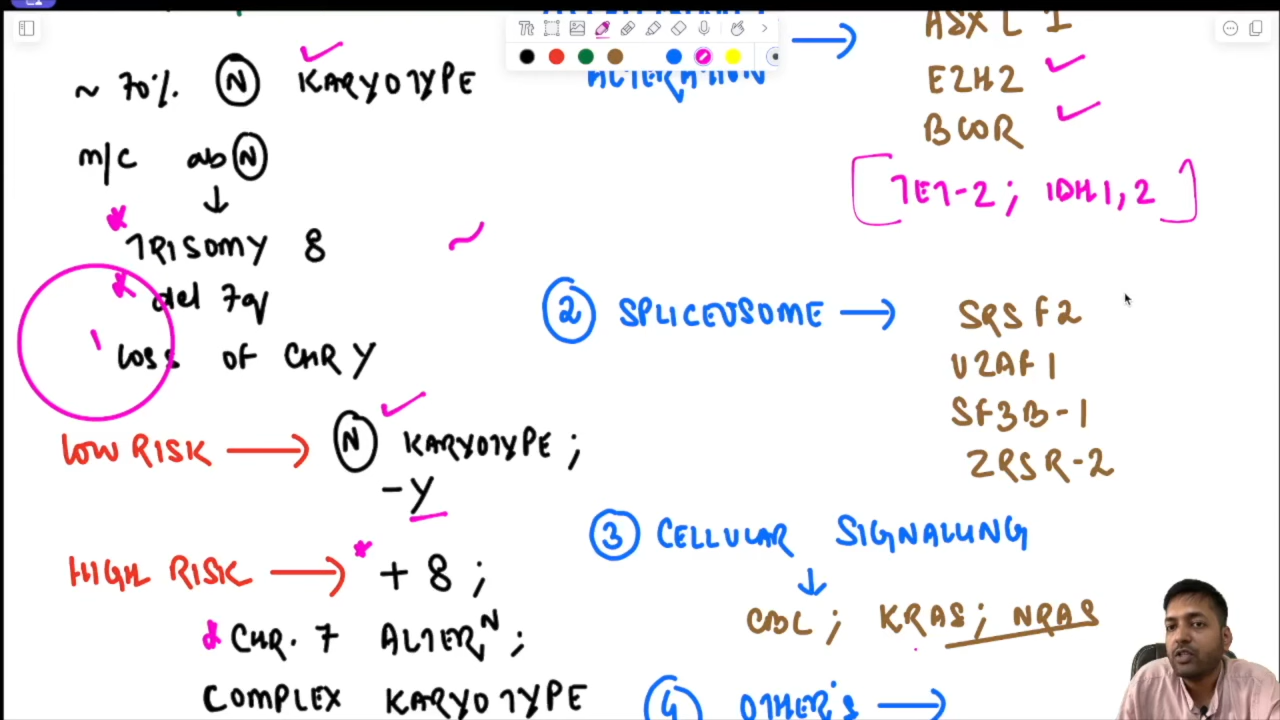 ~ 70% N KARYOTYPE
m/c abN
↓
* TRISOMY 8
* del 7q
loss of CHR Y
LOW RISK → N KARYOTYPE ;
-Y
HIGH RISK → * + 8 ;
* CHR. 7 ALTERN ;
COMPLEX KARYOTYPE
Tt
ALTERATION →
ASXL 1
EZH2
BCOR
[TET-2 ; IDH1,2]
2 SPLICEOSOME → SRSF2
U2AF1
SF3B-1
ZRSR-2
3 CELLULAR SIGNALLING
↓
CBL ; KRAS ; NRAS
4 OTHER'S →